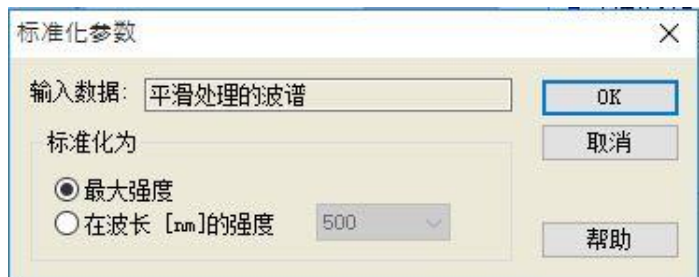 标准化参数
输入数据: 平滑处理的波谱
OK
标准化为
取消
最大强度
在波长 [nm]的强度 500
帮助